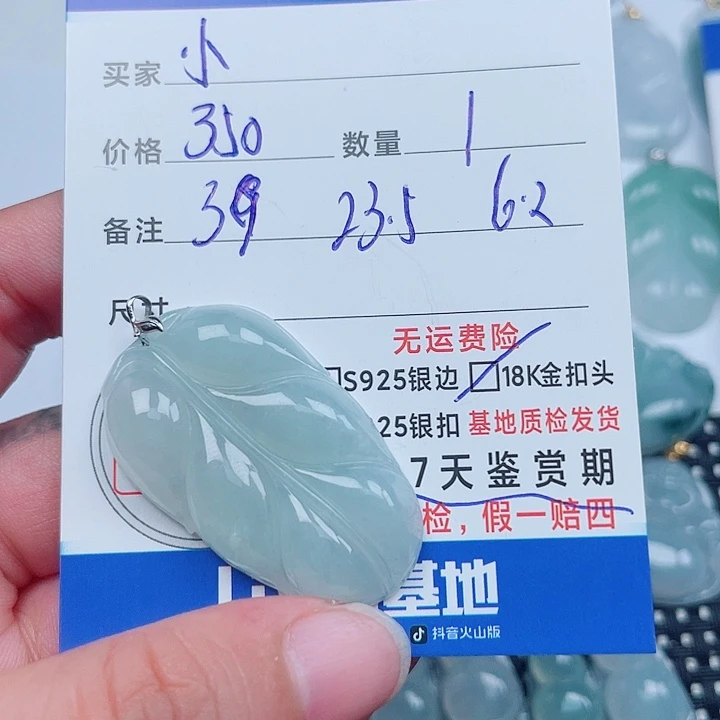 买家 小
价格 350 数量 1
备注 39 23.5 6.2
尺寸
无运费险
S925银边 18K金扣头
25银扣 基地质检发货
7天鉴赏期
检，假一赔四
基地
抖音火山版